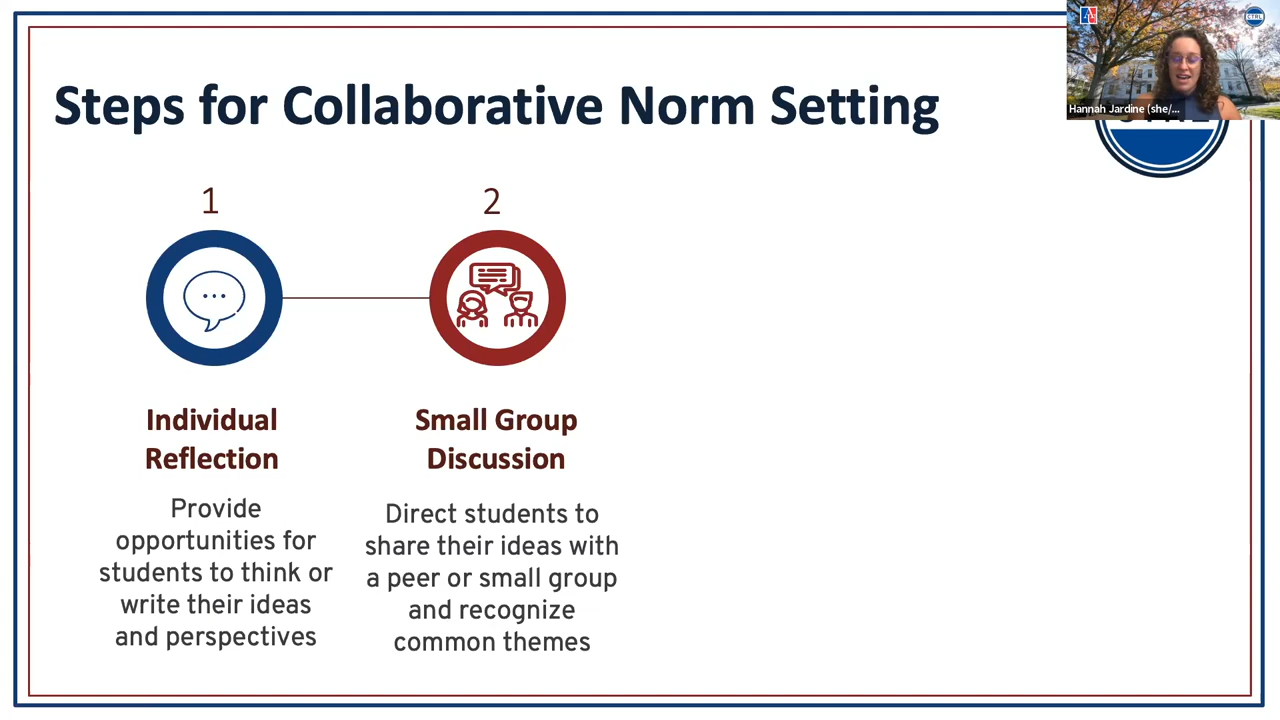 Steps for Collaborative Norm Setting
Hannah Jardine (she/...
CTRL
1
2
Individual
Reflection
Provide
opportunities for
students to think or
write their ideas
and perspectives
Small Group
Discussion
Direct students to
share their ideas with
a peer or small group
and recognize
common themes